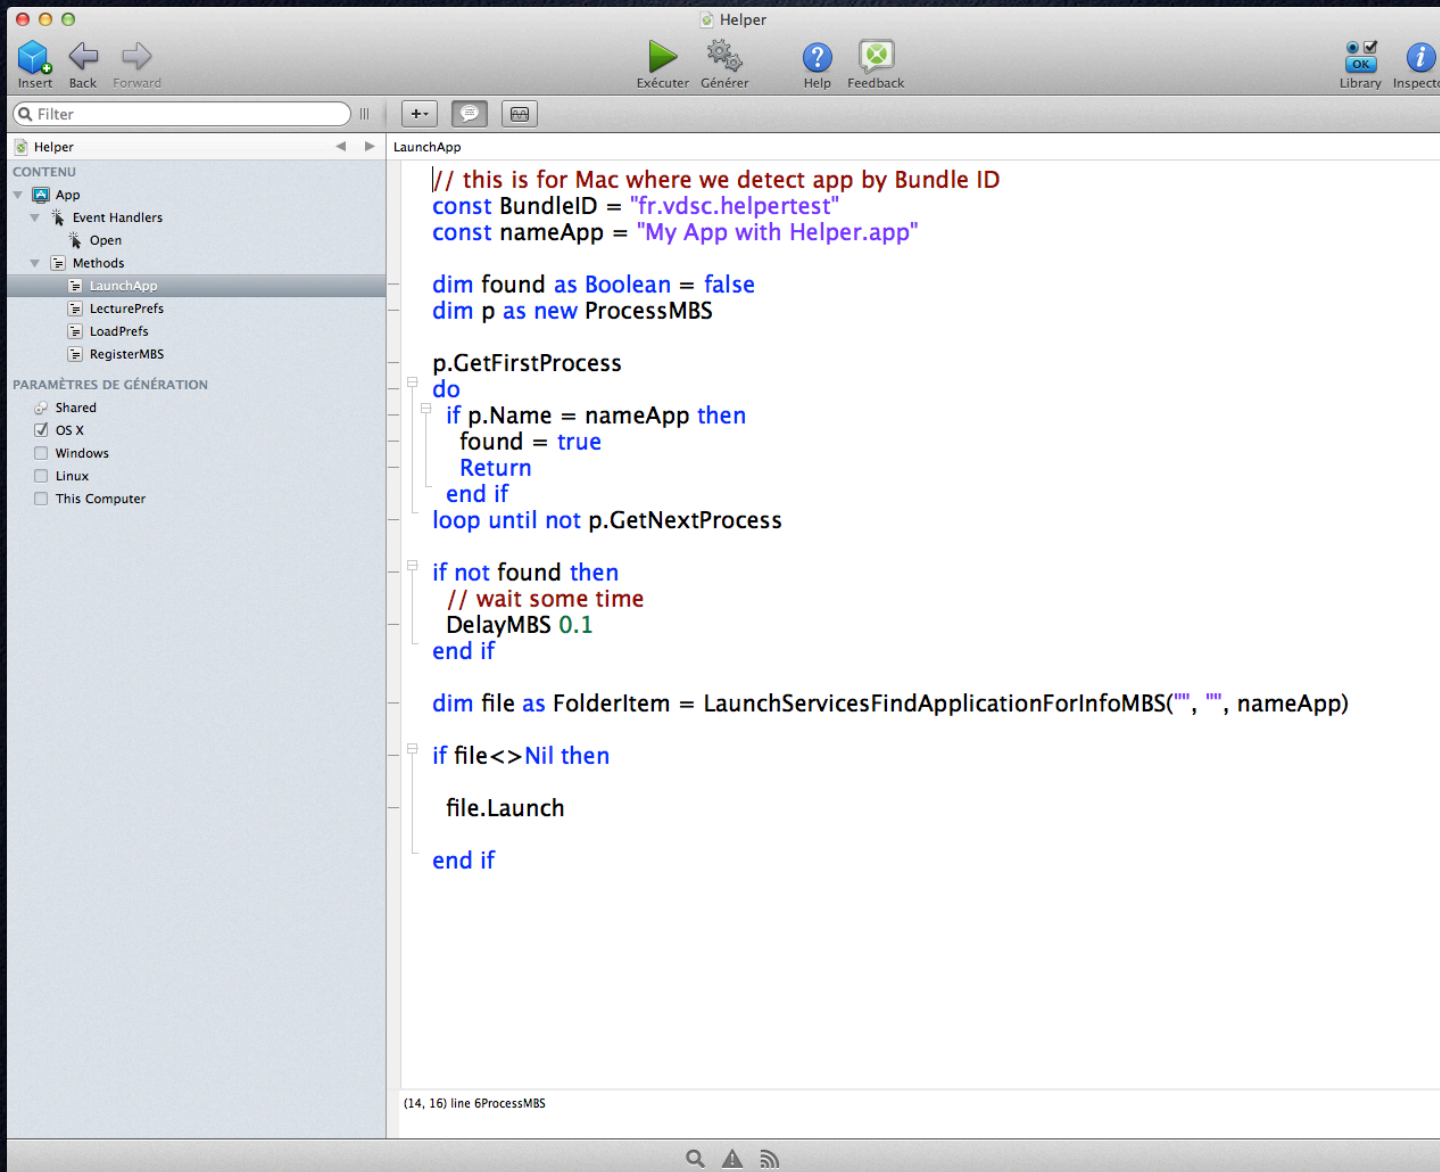 Helper
Insert
Back
Forward
Exécuter
Générer
Help
Feedback
OK
Library
Filter
Helper
LaunchApp
CONTENU
App
Event Handlers
Open
Methods
LaunchApp
LecturePrefs
LoadPrefs
RegisterMBS
PARAMÈTRES DE GÉNÉRATION
Shared
OS X
Windows
Linux
This Computer
// this is for Mac where we detect app by Bundle ID
const BundleID = "fr.vdsc.helpertest"
const nameApp = "My App with Helper.app"
dim found as Boolean = false
dim p as new ProcessMBS
p.GetFirstProcess
do
if p.Name = nameApp then
found = true
Return
end if
loop until not p.GetNextProcess
if not found then
// wait some time
DelayMBS 0.1
end if
dim file as FolderItem = LaunchServicesFindApplicationForInfoMBS("", "", nameApp)
if file<>Nil then
file.Launch
end if
(14, 16) line 6ProcessMBS